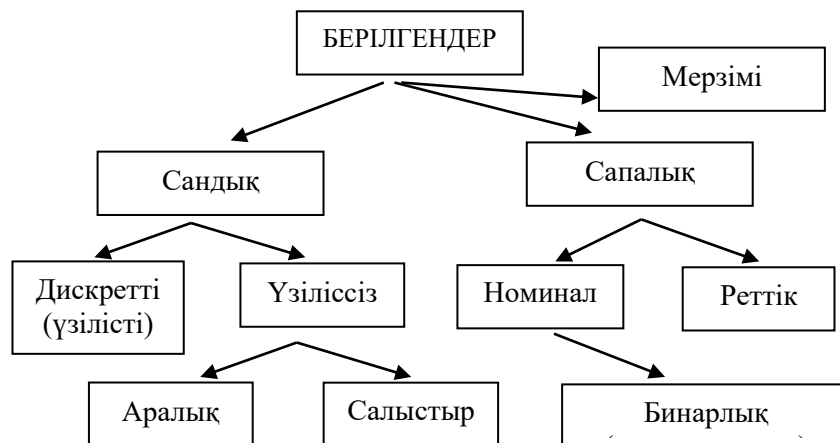 БЕРІЛГЕНДЕР
Мерзімі
Сандық
Сапалық
Дискретті
(үзілісті)
Үзіліссіз
Номинал
Реттік
Аралық
Салыстыр
Бинарлық